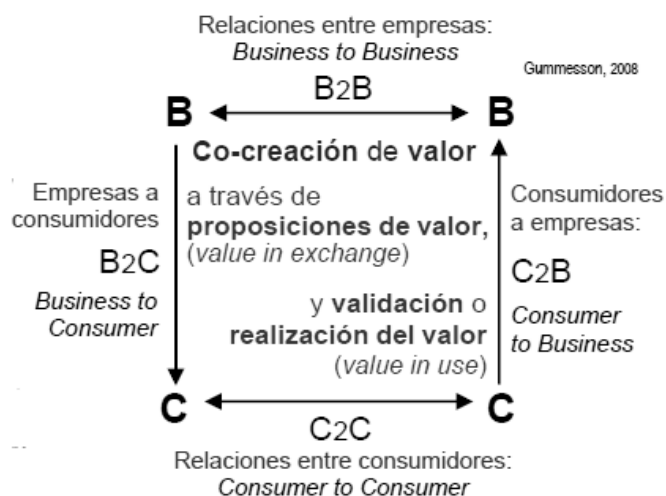 Relaciones entre empresas:
Business to Business
Gummesson, 2008
B2B
B B
Co-creación de valor
Empresas a
consumidores
B2C
Business to
Consumer
a través de
proposiciones de valor,
(value in exchange)
y validación o
realización del valor
(value in use)
Consumidores
a empresas:
C2B
Consumer
to Business
C C
C2C
Relaciones entre consumidores:
Consumer to Consumer